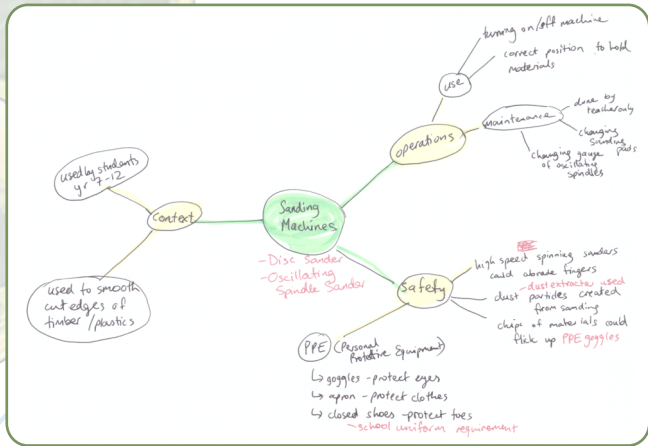 turning on/off machine
correct position to hold
materials
use
operations
maintenance
done by
teacher only
changing
sanding pads
changing gauge
of oscillating
spindles
used by students
yr 7-12
context
used to smooth
cut edges of
timber/plastics
Sanding
Machines
- Disc Sander
- Oscillating
Spindle Sander
Safety
high speed spinning sanders
could abrade fingers
- dust extractor used
dust particles created
from sanding
chips of materials could
flick up PPE goggles
PPE (Personal
Protective Equipment)
↳ goggles - protect eyes
↳ apron - protect clothes
↳ closed shoes - protect toes
- school uniform requirement